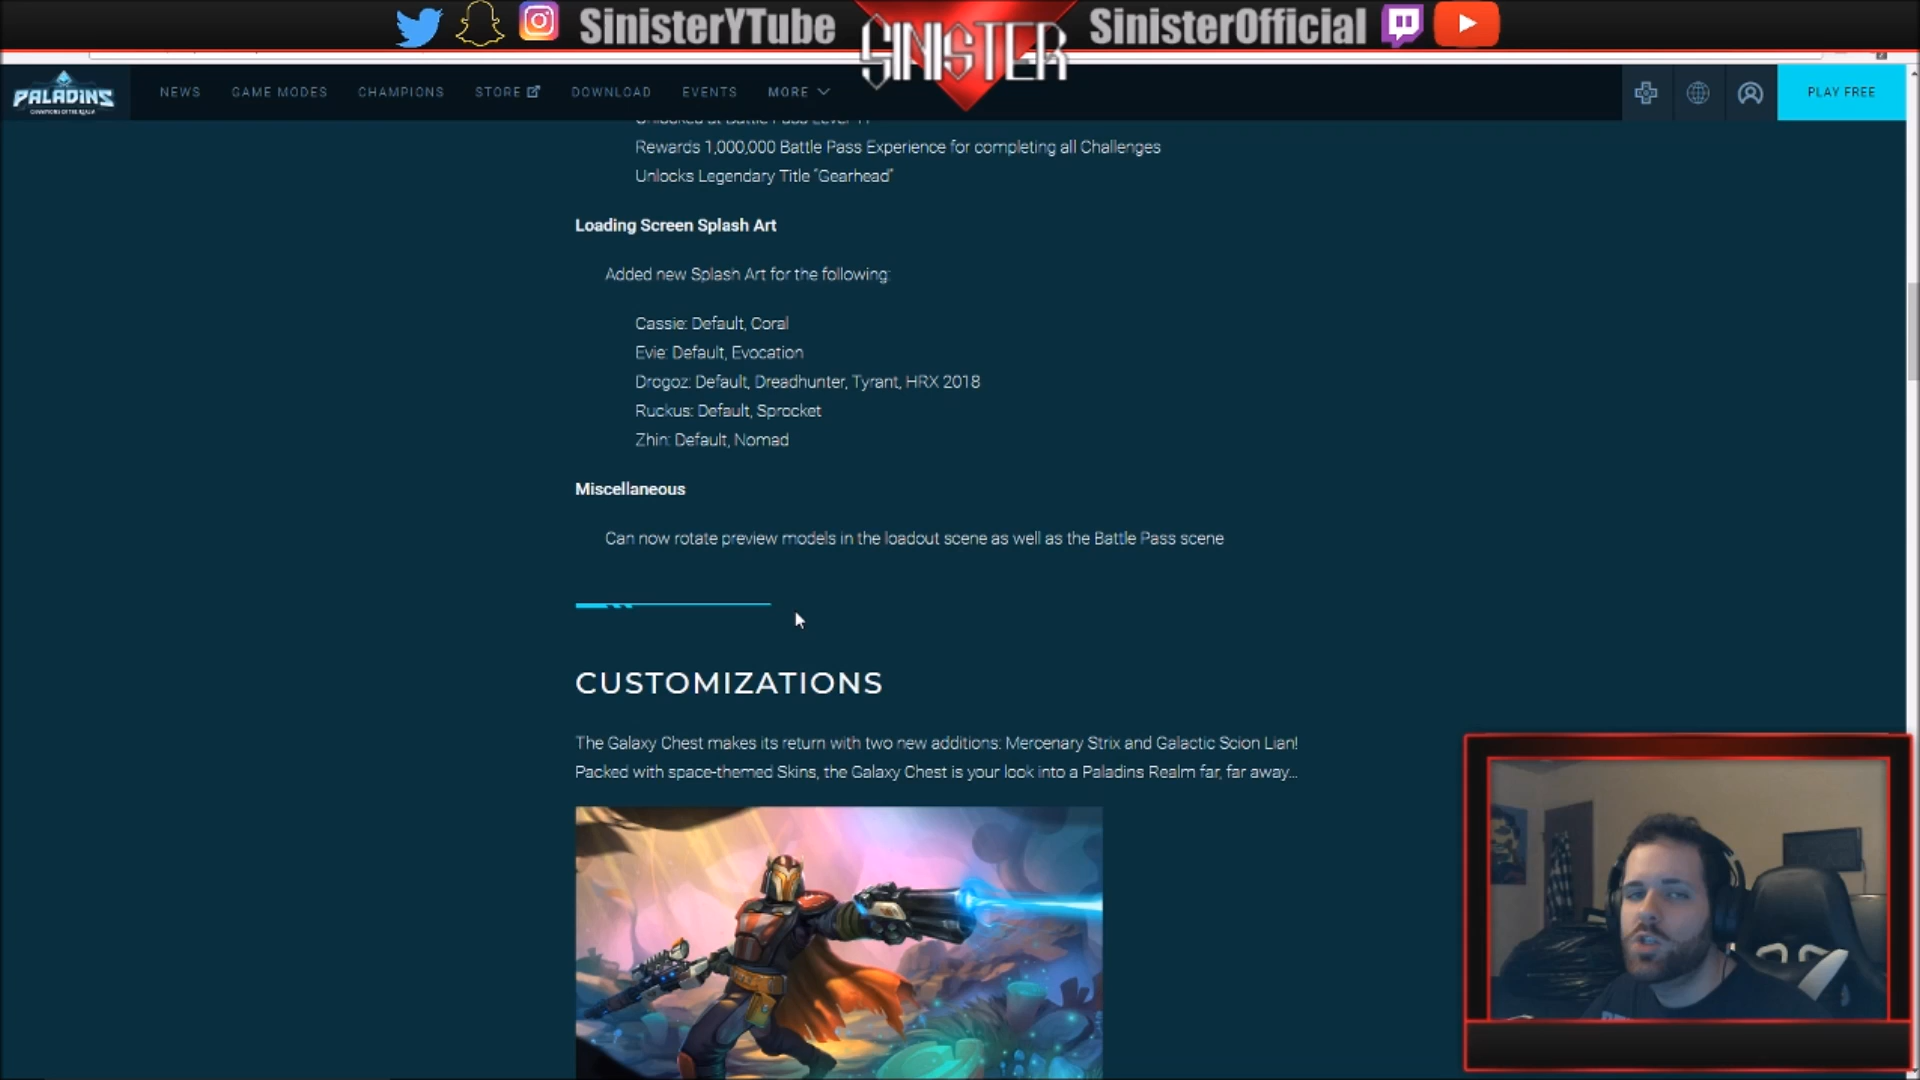 SinisterYTube
SINISTER
SinisterOfficial
PALADINS
CHAMPIONS OF THE REALM
NEWS
GAME MODES
CHAMPIONS
STORE
DOWNLOAD
EVENTS
MORE
PLAY FREE
Rewards 1,000,000 Battle Pass Experience for completing all Challenges
Unlocks Legendary Title "Gearhead"
Loading Screen Splash Art
Added new Splash Art for the following:
Cassie: Default, Coral
Evie: Default, Evocation
Drogoz: Default, Dreadhunter, Tyrant, HRX 2018
Ruckus: Default, Sprocket
Zhin: Default, Nomad
Miscellaneous
Can now rotate preview models in the loadout scene as well as the Battle Pass scene
CUSTOMIZATIONS
The Galaxy Chest makes its return with two new additions: Mercenary Strix and Galactic Scion Lian!
Packed with space-themed Skins, the Galaxy Chest is your look into a Paladins Realm far, far away...